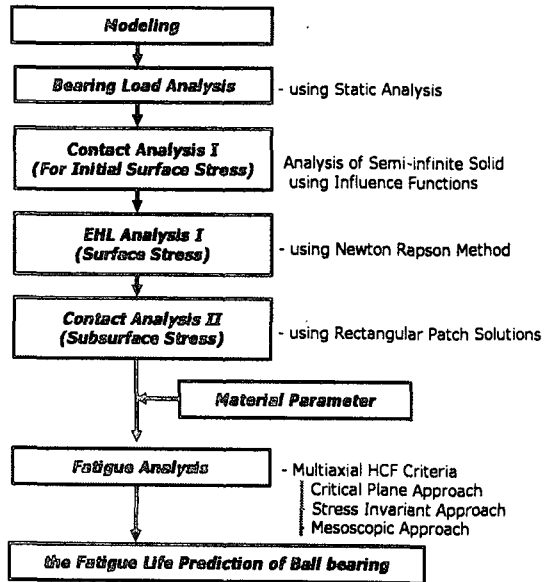 Modeling
Bearing Load Analysis
- using Static Analysis
Contact Analysis I
(For Initial Surface Stress)
Analysis of Semi-infinite Solid
using Influence Functions
EHL Analysis I
(Surface Stress)
- using Newton Rapson Method
Contact Analysis II
(Subsurface Stress)
- using Rectangular Patch Solutions
Material Parameter
Fatigue Analysis
- Multiaxial HCF Criteria
Critical Plane Approach
Stress Invariant Approach
Mesoscopic Approach
the Fatigue Life Prediction of Ball bearing